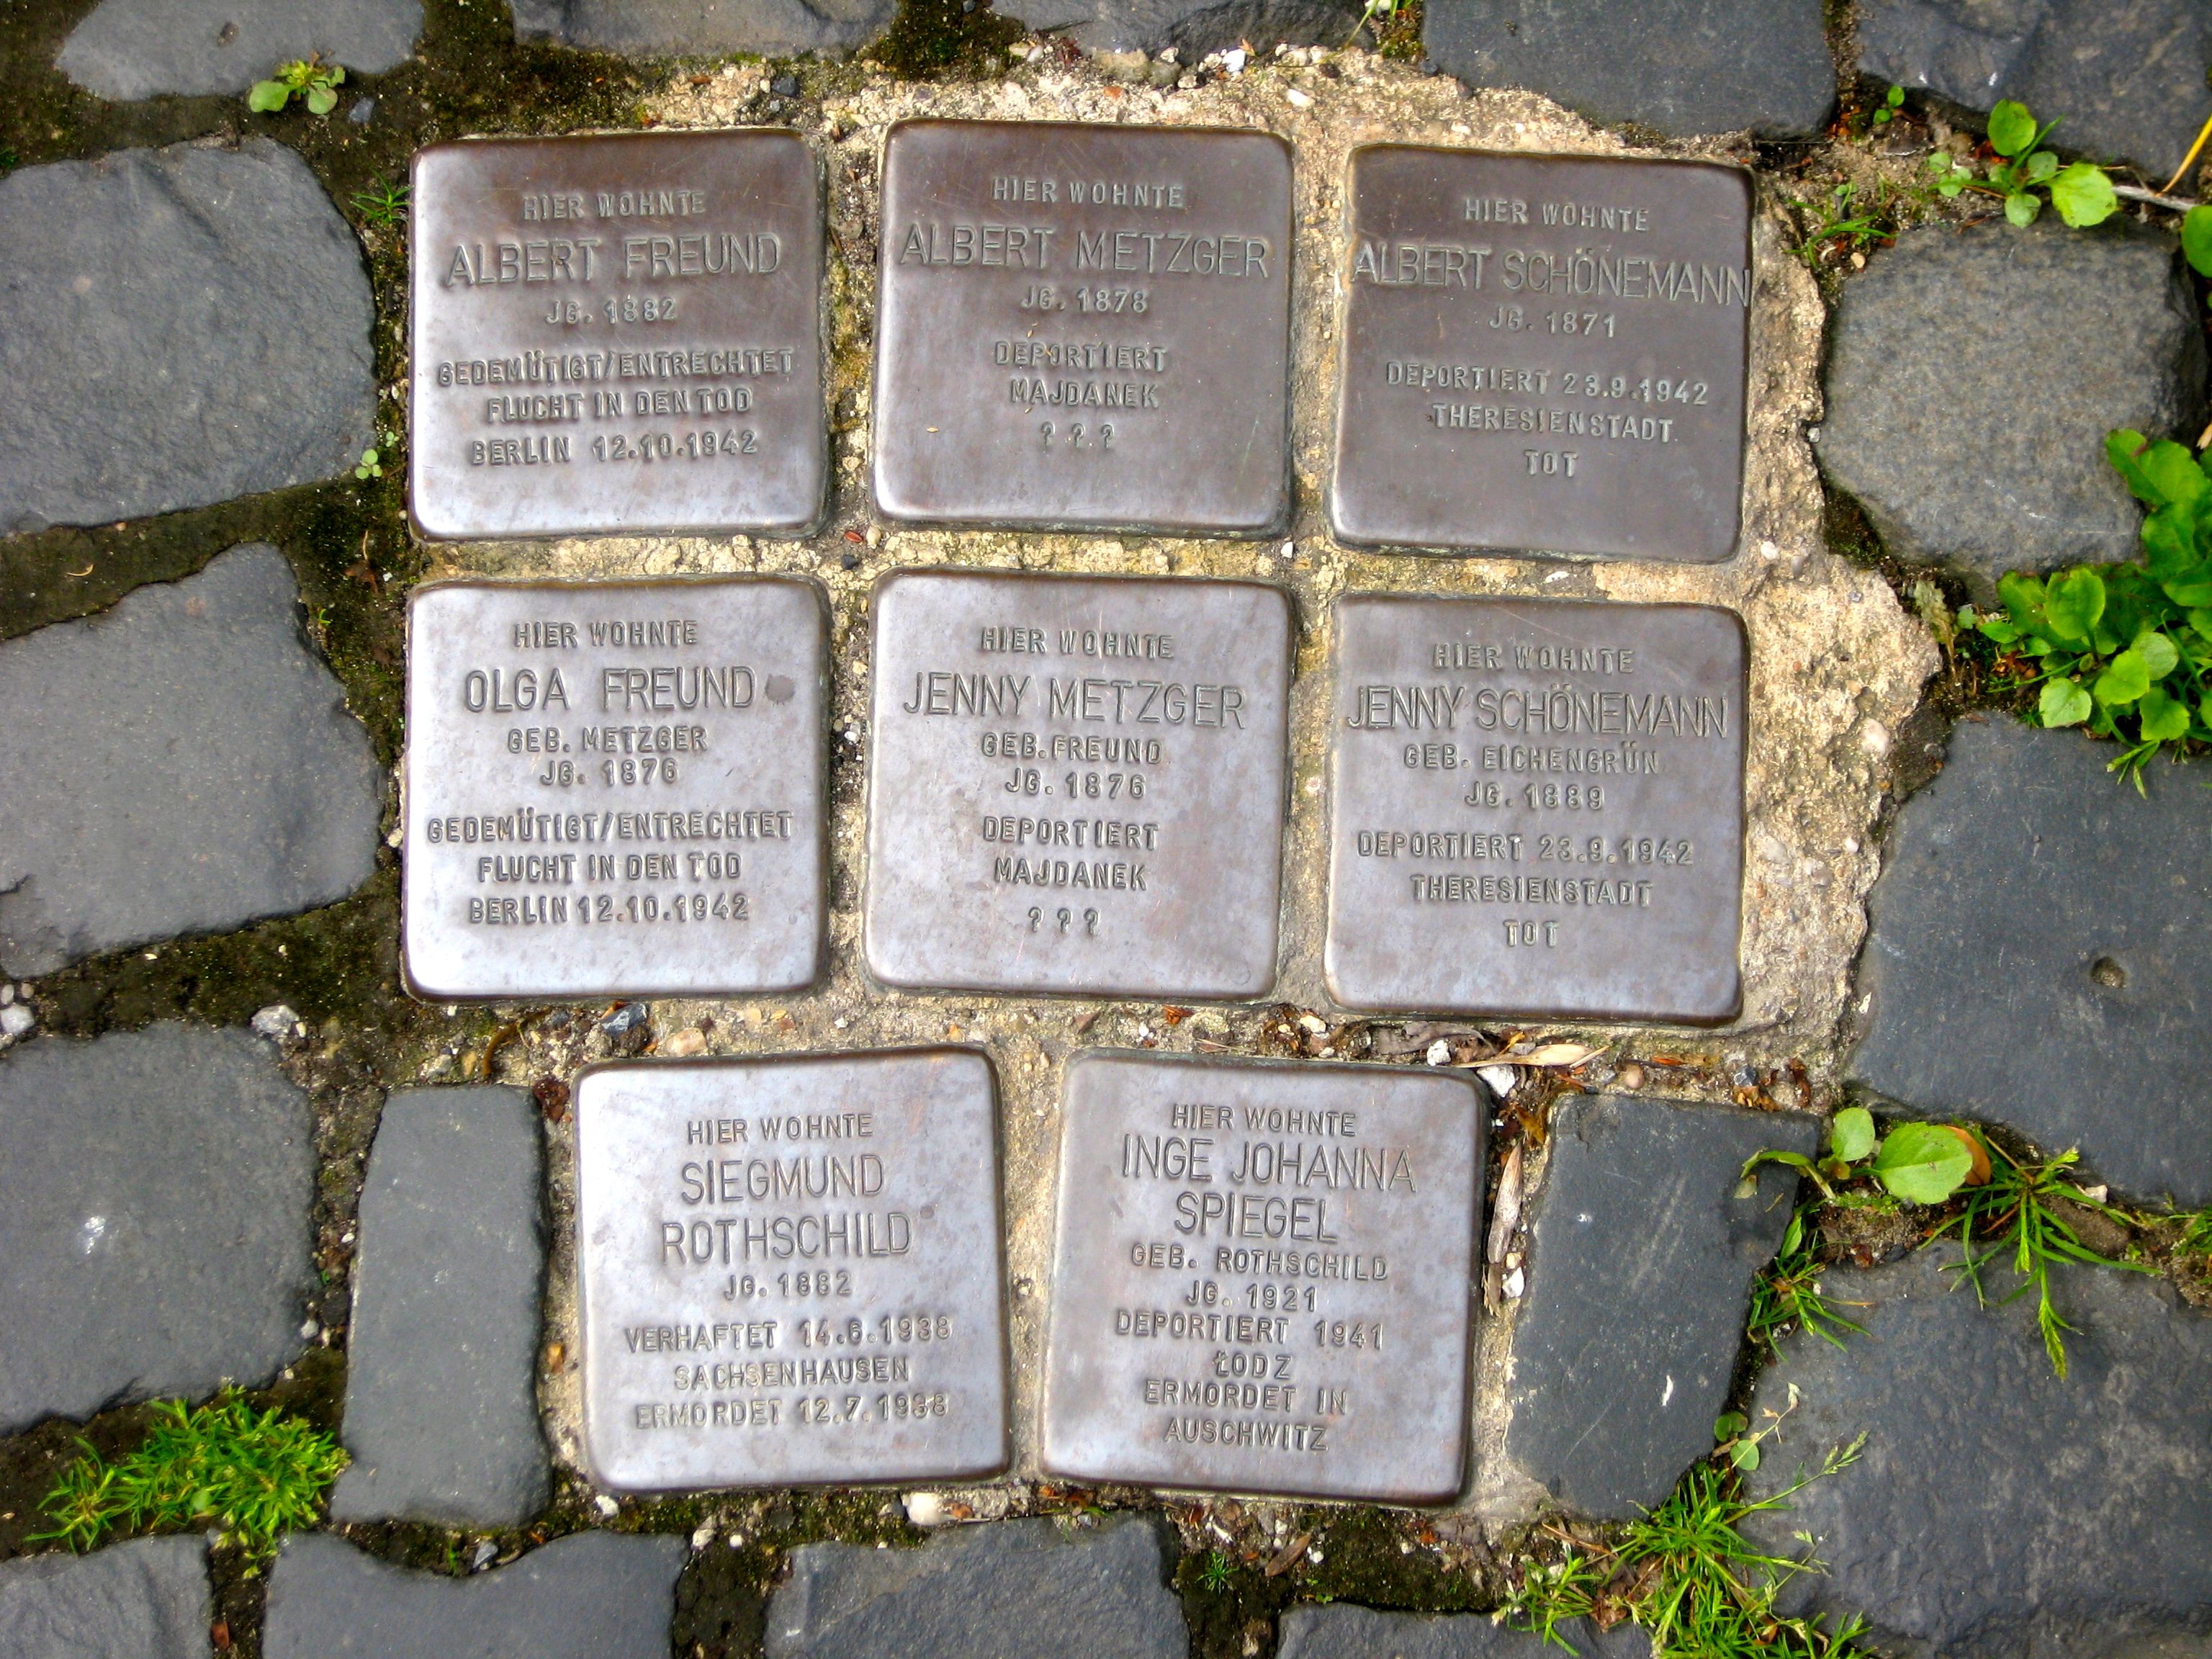 HIER WOHNTE
ALBERT FREUND
JG. 1882
GEDEMÜTIGT/ENTRECHTET
FLUCHT IN DEN TOD
BERLIN 12.10.1942
HIER WOHNTE
ALBERT METZGER
JG. 1878
DEPORTIERT
MAJDANEK
? ? ?
HIER WOHNTE
ALBERT SCHÖNEMANN
JG. 1871
DEPORTIERT 23.9.1942
THERESIENSTADT
TOT
HIER WOHNTE
OLGA FREUND
GEB. METZGER
JG. 1876
GEDEMÜTIGT/ENTRECHTET
FLUCHT IN DEN TOD
BERLIN 12.10.1942
HIER WOHNTE
JENNY METZGER
GEB. FREUND
JG. 1876
DEPORTIERT
MAJDANEK
? ? ?
HIER WOHNTE
JENNY SCHÖNEMANN
GEB. EICHENGRÜN
JG. 1889
DEPORTIERT 23.9.1942
THERESIENSTADT
TOT
HIER WOHNTE
SIEGMUND
ROTHSCHILD
JG. 1882
VERHAFTET 14.6.1938
SACHSENHAUSEN
ERMORDET 12.7.1938
HIER WOHNTE
INGE JOHANNA
SPIEGEL
GEB. ROTHSCHILD
JG. 1921
DEPORTIERT 1941
ŁODZ
ERMORDET IN
AUSCHWITZ